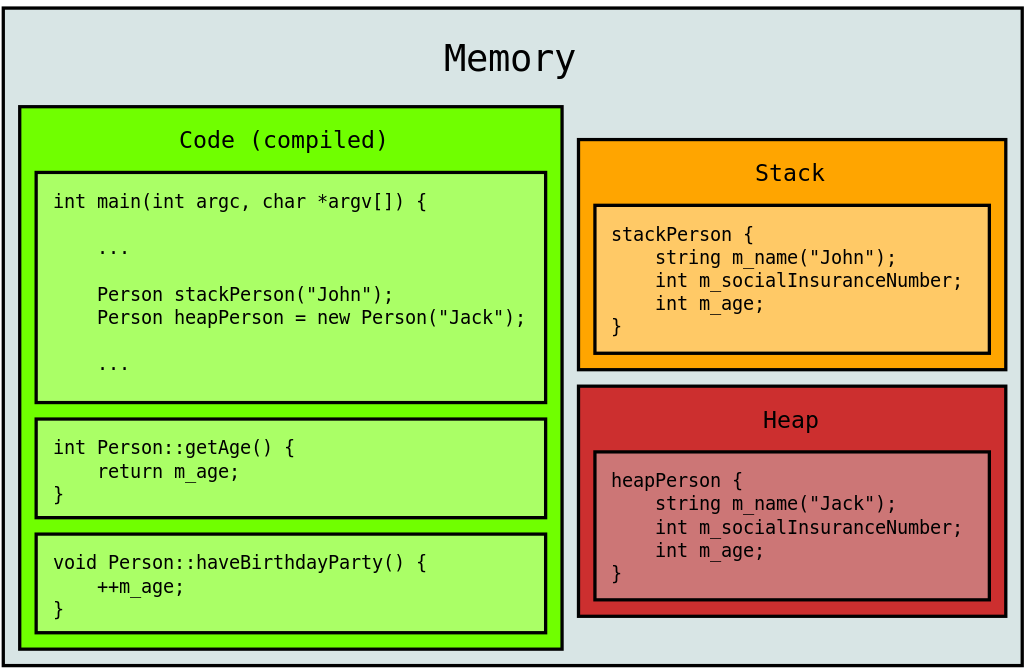 Memory
Code (compiled)
int main(int argc, char *argv[]) {
...
Person stackPerson("John");
Person heapPerson = new Person("Jack");
...
int Person::getAge() {
return m_age;
}
void Person::haveBirthdayParty() {
++m_age;
}
Stack
stackPerson {
string m_name("John");
int m_socialInsuranceNumber;
int m_age;
}
Heap
heapPerson {
string m_name("Jack");
int m_socialInsuranceNumber;
int m_age;
}